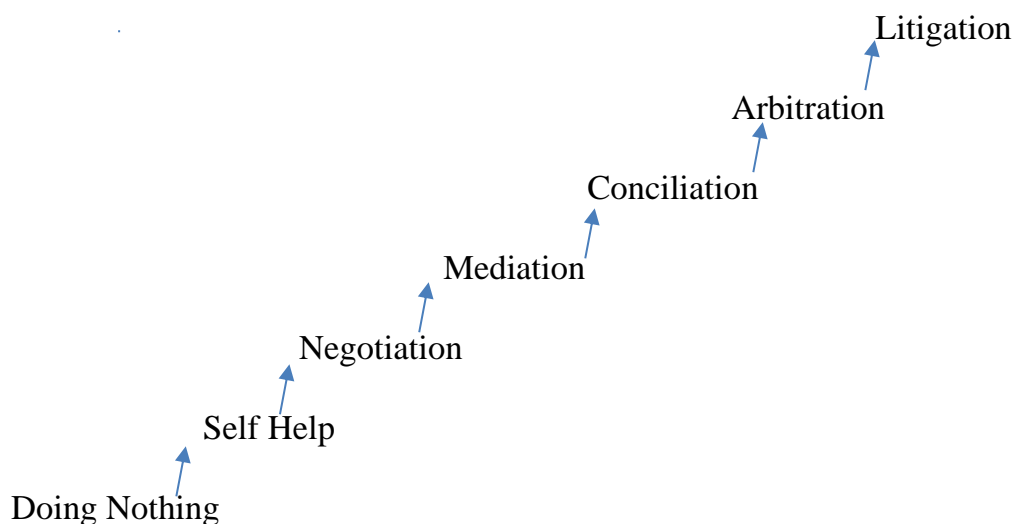 Litigation
Arbitration
Conciliation
Mediation
Negotiation
Self Help
Doing Nothing